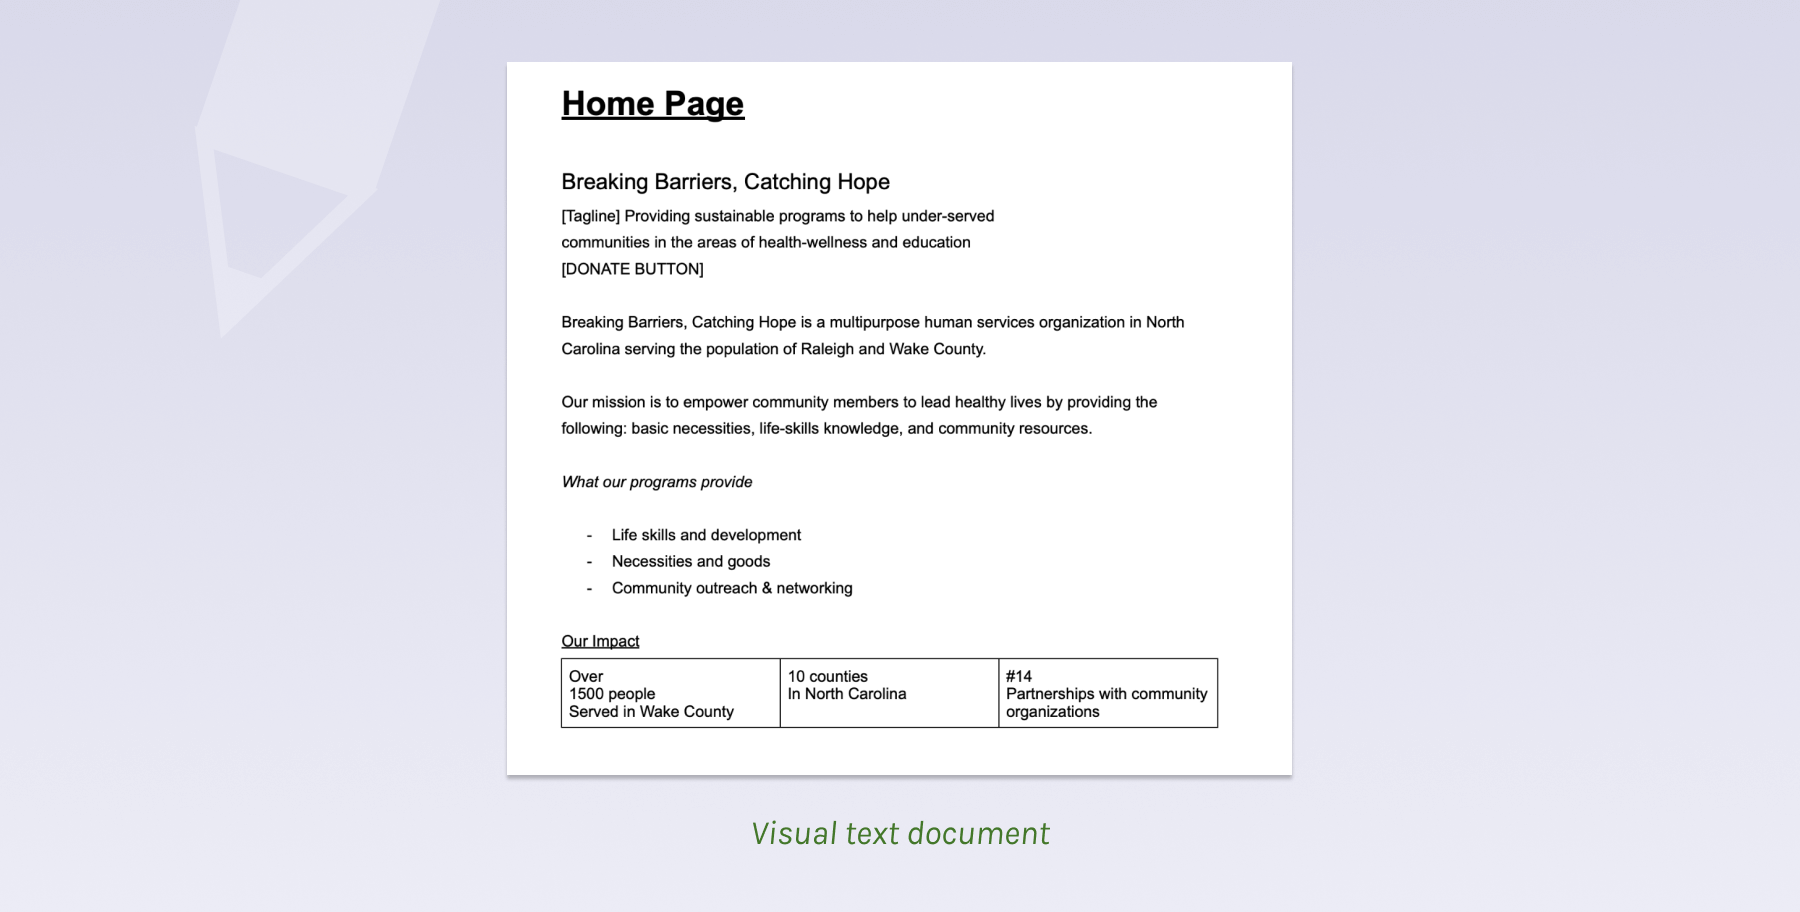 Home Page
Breaking Barriers, Catching Hope
[Tagline] Providing sustainable programs to help under-served
communities in the areas of health-wellness and education
[DONATE BUTTON]
Breaking Barriers, Catching Hope is a multipurpose human services organization in North
Carolina serving the population of Raleigh and Wake County.
Our mission is to empower community members to lead healthy lives by providing the
following: basic necessities, life-skills knowledge, and community resources.
What our programs provide
- Life skills and development
- Necessities and goods
- Community outreach & networking
Our Impact
Over
1500 people
Served in Wake County
10 counties
In North Carolina
#14
Partnerships with community
organizations
Visual text document